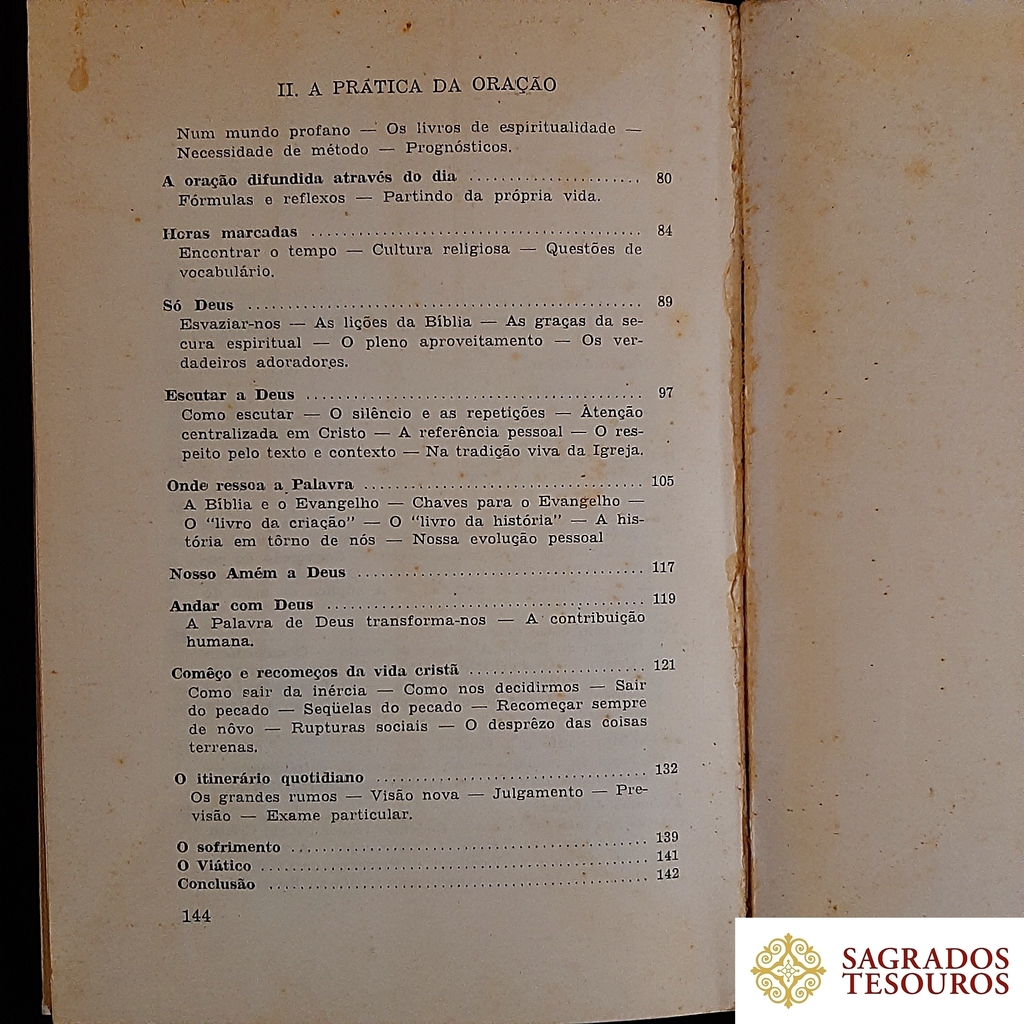 II. A PRÁTICA DA ORAÇÃO
Num mundo profano — Os livros de espiritualidade —
Necessidade de método — Prognósticos.
A oração difundida através do dia ..................... 80
Fórmulas e reflexos — Partindo da própria vida.
Horas marcadas ..................................... 84
Encontrar o tempo — Cultura religiosa — Questões de
vocabulário.
Só Deus ............................................ 89
Esvaziar-nos — As lições da Bíblia — As graças da se-
cura espiritual — O pleno aproveitamento — Os ver-
dadeiros adoradores.
Escutar a Deus ..................................... 97
Como escutar — O silêncio e as repetições — Atenção
centralizada em Cristo — A referência pessoal — O res-
peito pelo texto e contexto — Na tradição viva da Igreja.
Onde ressoa a Palavra ............................... 105
A Bíblia e o Evangelho — Chaves para o Evangelho —
O "livro da criação" — O "livro da história" — A his-
tória em tôrno de nós — Nossa evolução pessoal
Nosso Amém a Deus ................................ 117
Andar com Deus ................................... 119
A Palavra de Deus transforma-nos — A contribuição
humana.
Comêço e recomeços da vida cristã .................... 121
Como sair da inércia — Como nos decidirmos — Sair
do pecado — Seqüelas do pecado — Recomeçar sempre
de nôvo — Rupturas sociais — O desprêzo das coisas
terrenas.
O itinerário quotidiano .............................. 132
Os grandes rumos — Visão nova — Julgamento — Pre-
visão — Exame particular.
O sofrimento ....................................... 139
O Viático .......................................... 141
Conclusão ......................................... 142
144
SAGRADOS
TESOUROS